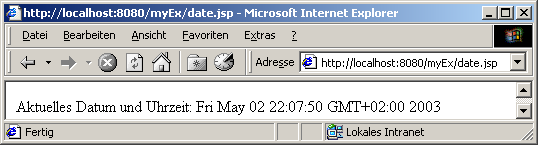 http://localhost:8080/myEx/date.jsp - Microsoft Internet Explorer
Datei Bearbeiten Ansicht Favoriten Extras ?
Adresse http://localhost:8080/myEx/date.jsp
Aktuelles Datum und Uhrzeit: Fri May 02 22:07:50 GMT+02:00 2003
Fertig Lokales Intranet